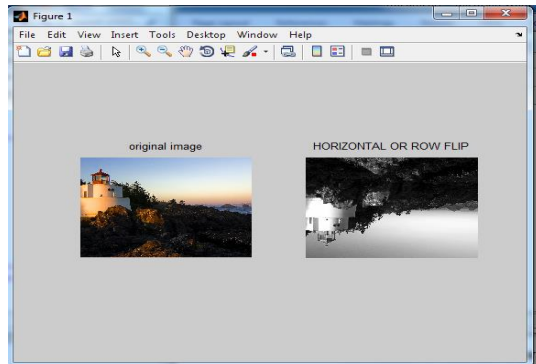 Figure 1
File Edit View Insert Tools Desktop Window Help
original image
HORIZONTAL OR ROW FLIP